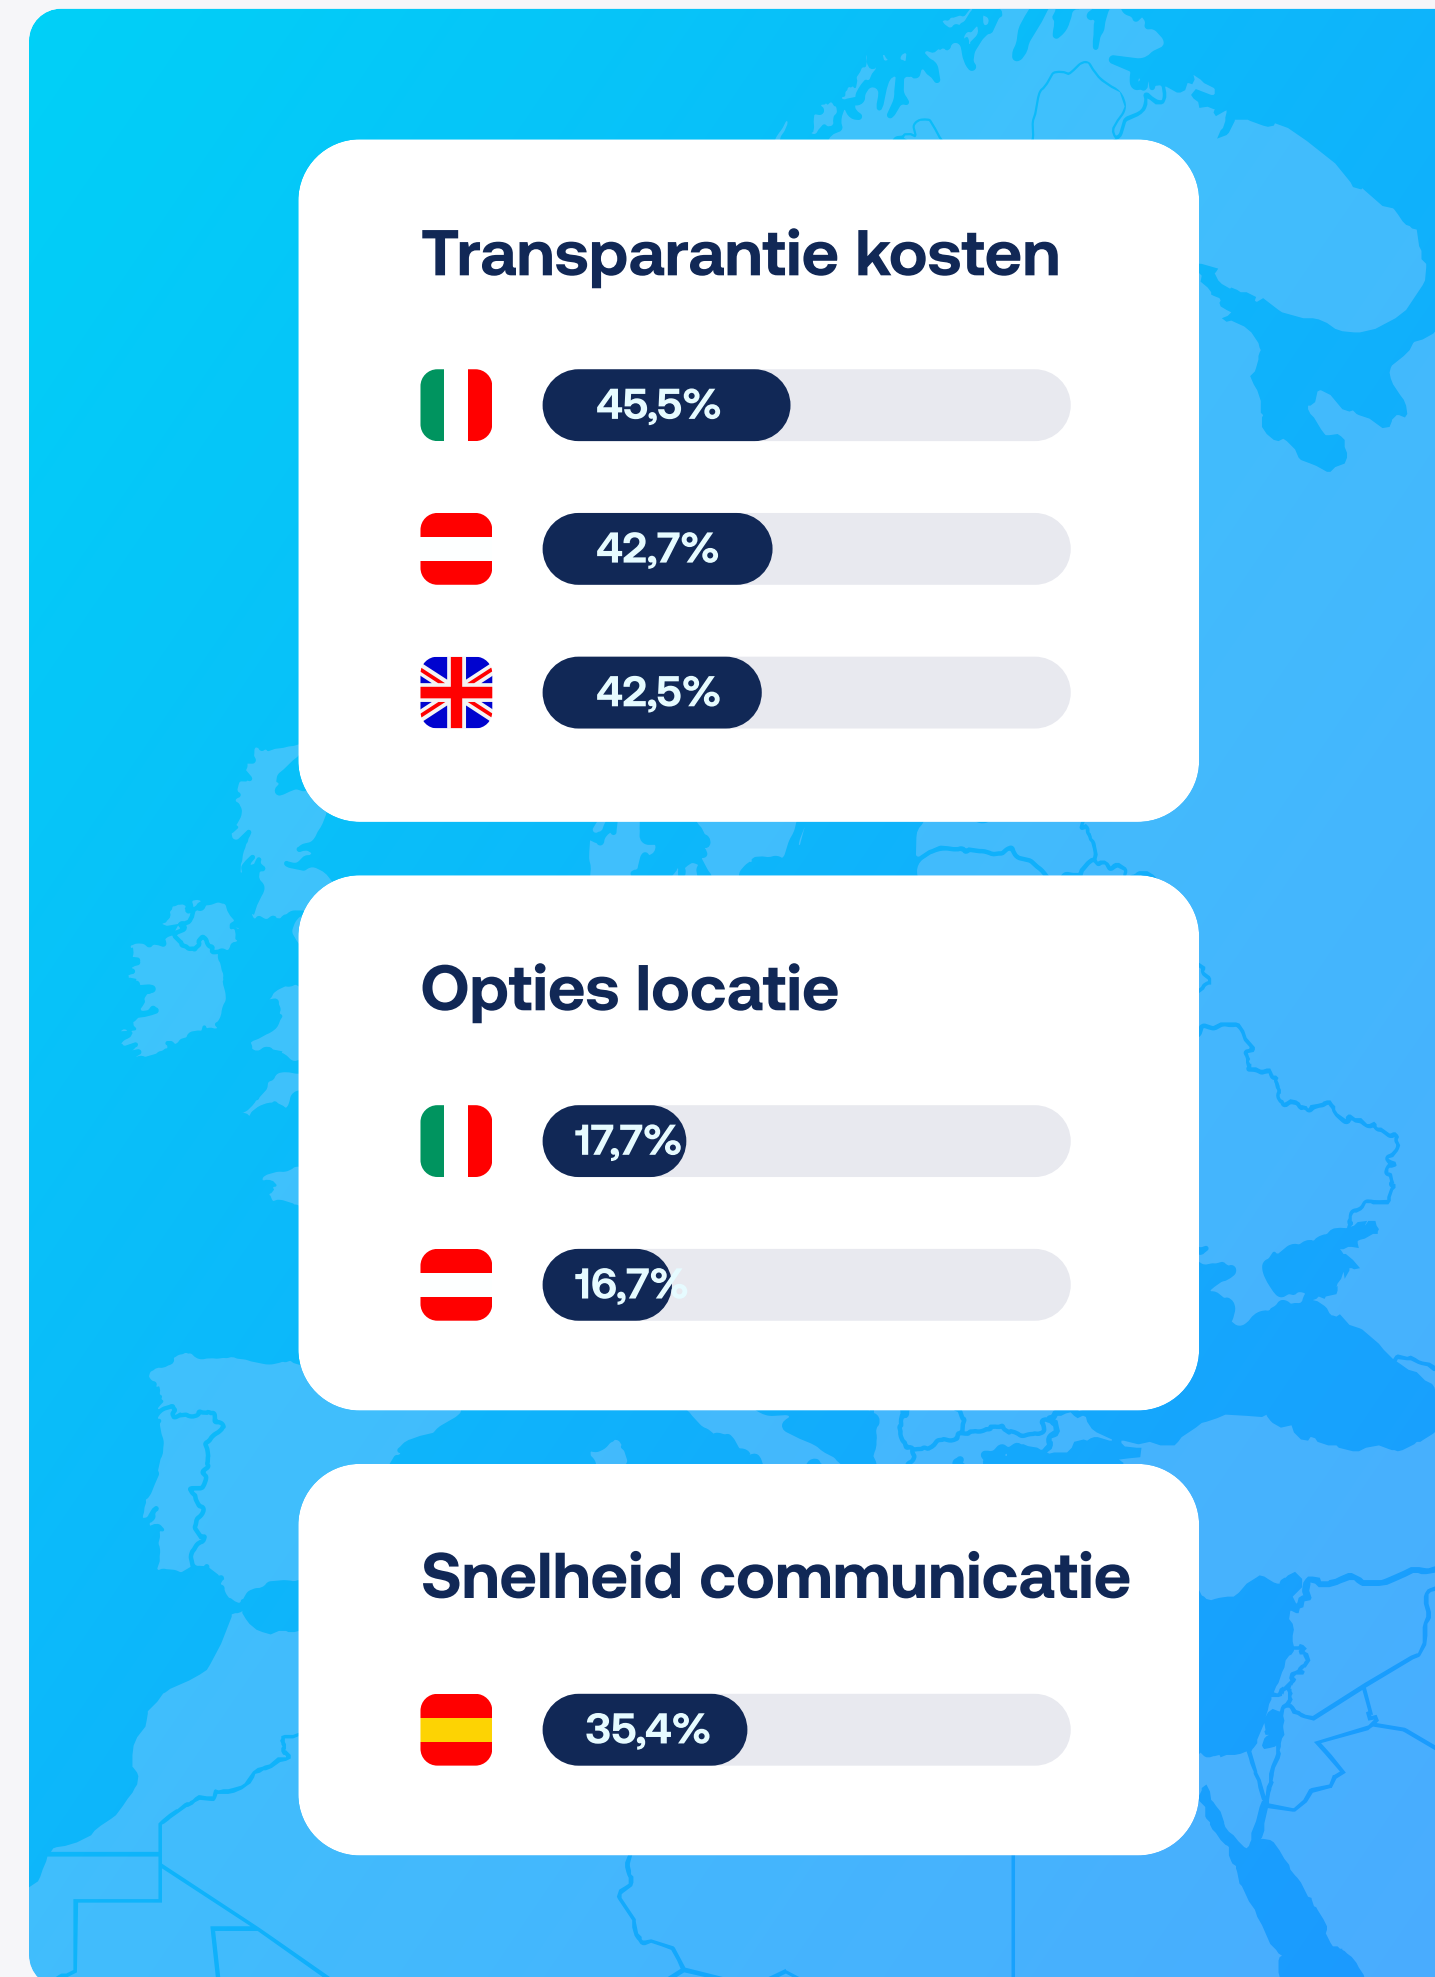 Transparantie kosten
45,5%
42,7%
42,5%
Opties locatie
17,7%
16,7%
Snelheid communicatie
35,4%